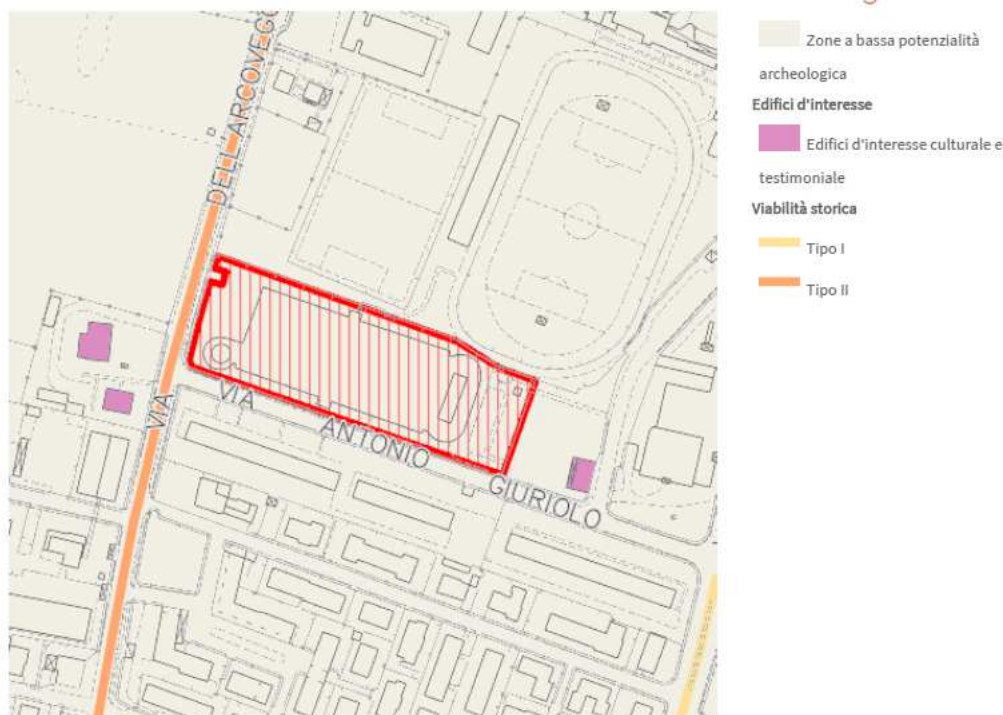 Zone a bassa potenzialità
archeologica
Edifici d'interesse
Edifici d'interesse culturale e
testimoniale
Viabilità storica
Tipo I
Tipo II
VIA
DELL'ARCOVEGGIO
VIA
ANTONIO
GIURIOLO